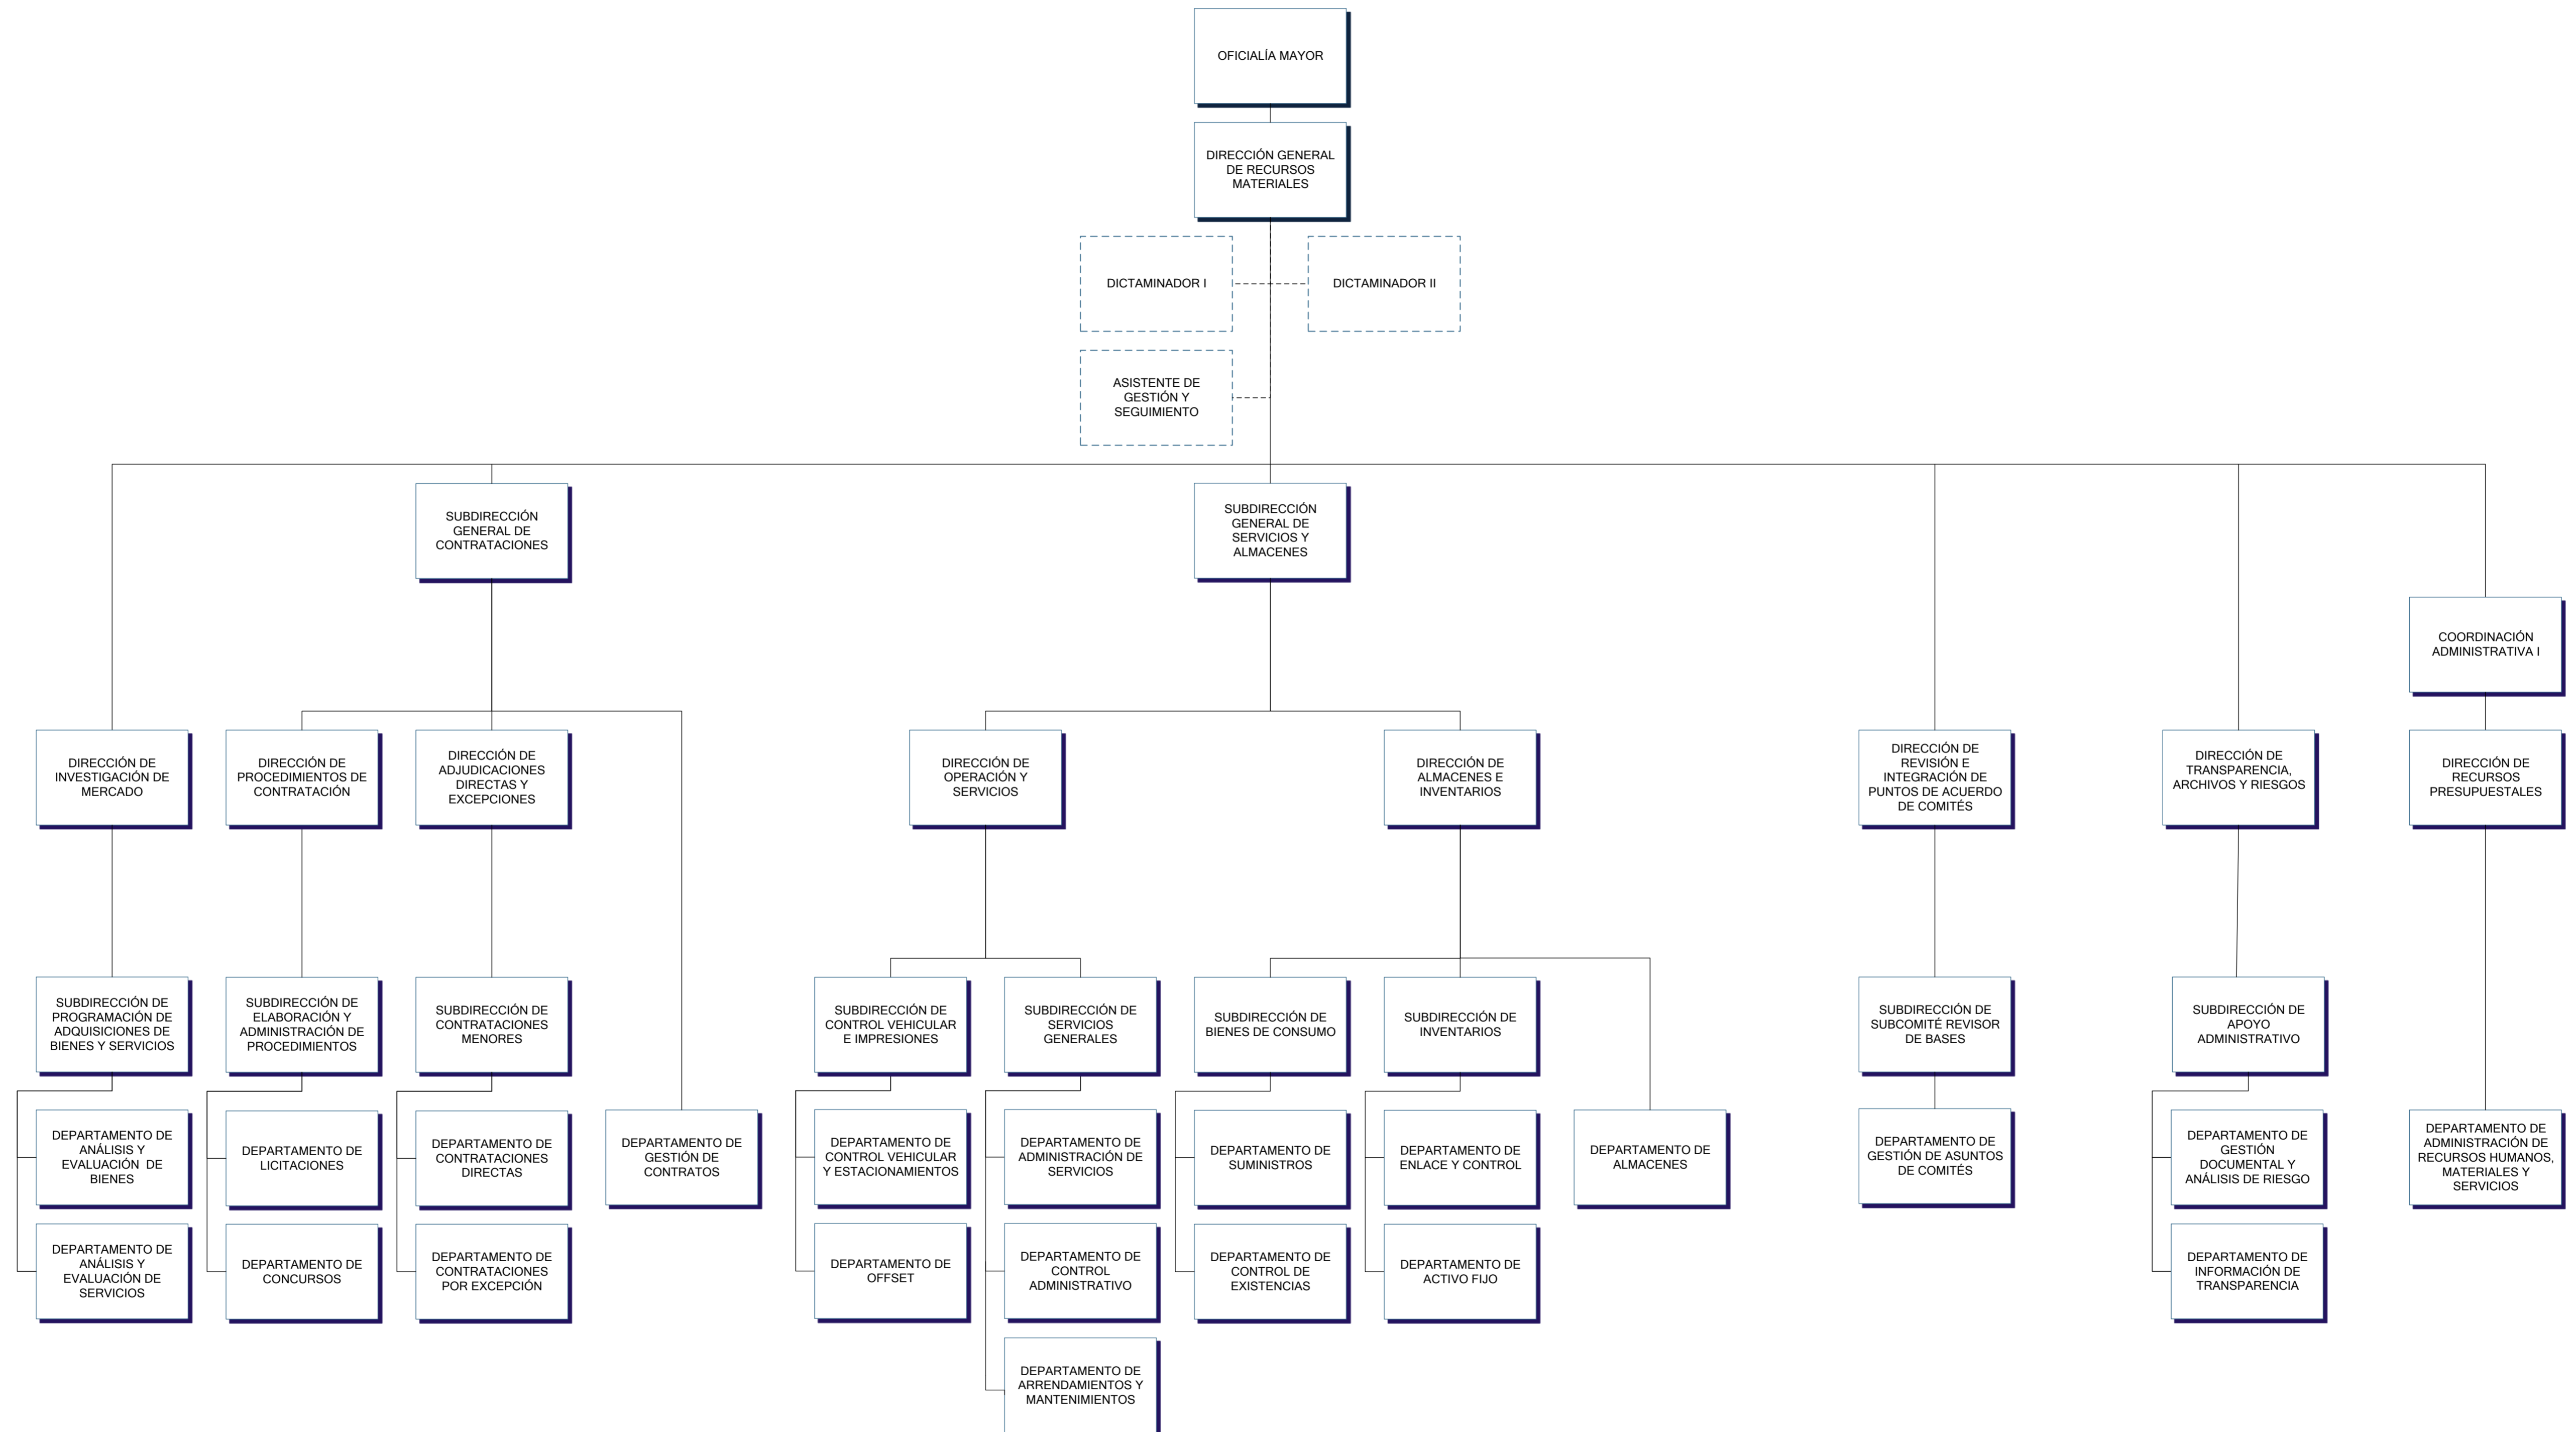 OFICIALÍA MAYOR
DIRECCIÓN GENERAL
DE RECURSOS
MATERIALES
DICTAMINADOR I
DICTAMINADOR II
ASISTENTE DE
GESTIÓN Y
SEGUIMIENTO
SUBDIRECCIÓN
GENERAL DE
CONTRATACIONES
SUBDIRECCIÓN
GENERAL DE
SERVICIOS Y
ALMACENES
COORDINACIÓN
ADMINISTRATIVA I
DIRECCIÓN DE
INVESTIGACIÓN DE
MERCADO
DIRECCIÓN DE
PROCEDIMIENTOS DE
CONTRATACIÓN
DIRECCIÓN DE
ADJUDICACIONES
DIRECTAS Y
EXCEPCIONES
DIRECCIÓN DE
OPERACIÓN Y
SERVICIOS
DIRECCIÓN DE
ALMACENES E
INVENTARIOS
DIRECCIÓN DE
REVISIÓN E
INTEGRACIÓN DE
PUNTOS DE ACUERDO
DE COMITÉS
DIRECCIÓN DE
TRANSPARENCIA,
ARCHIVOS Y RIESGOS
DIRECCIÓN DE
RECURSOS
PRESUPUESTALES
SUBDIRECCIÓN DE
PROGRAMACIÓN DE
ADQUISICIONES DE
BIENES Y SERVICIOS
SUBDIRECCIÓN DE
ELABORACIÓN Y
ADMINISTRACIÓN DE
PROCEDIMIENTOS
SUBDIRECCIÓN DE
CONTRATACIONES
MENORES
SUBDIRECCIÓN DE
CONTROL VEHICULAR
E IMPRESIONES
SUBDIRECCIÓN DE
SERVICIOS
GENERALES
SUBDIRECCIÓN DE
BIENES DE CONSUMO
SUBDIRECCIÓN DE
INVENTARIOS
SUBDIRECCIÓN DE
SUBCOMITÉ REVISOR
DE BASES
SUBDIRECCIÓN DE
APOYO
ADMINISTRATIVO
DEPARTAMENTO DE
ANÁLISIS Y
EVALUACIÓN DE
BIENES
DEPARTAMENTO DE
LICITACIONES
DEPARTAMENTO DE
CONTRATACIONES
DIRECTAS
DEPARTAMENTO DE
GESTIÓN DE
CONTRATOS
DEPARTAMENTO DE
CONTROL VEHICULAR
Y ESTACIONAMIENTOS
DEPARTAMENTO DE
ADMINISTRACIÓN DE
SERVICIOS
DEPARTAMENTO DE
SUMINISTROS
DEPARTAMENTO DE
ENLACE Y CONTROL
DEPARTAMENTO DE
ALMACENES
DEPARTAMENTO DE
GESTIÓN DE ASUNTOS
DE COMITÉS
DEPARTAMENTO DE
GESTIÓN
DOCUMENTAL Y
ANÁLISIS DE RIESGO
DEPARTAMENTO DE
ADMINISTRACIÓN DE
RECURSOS HUMANOS,
MATERIALES Y
SERVICIOS
DEPARTAMENTO DE
ANÁLISIS Y
EVALUACIÓN DE
SERVICIOS
DEPARTAMENTO DE
CONCURSOS
DEPARTAMENTO DE
CONTRATACIONES
POR EXCEPCIÓN
DEPARTAMENTO DE
OFFSET
DEPARTAMENTO DE
CONTROL
ADMINISTRATIVO
DEPARTAMENTO DE
CONTROL DE
EXISTENCIAS
DEPARTAMENTO DE
ACTIVO FIJO
DEPARTAMENTO DE
INFORMACIÓN DE
TRANSPARENCIA
DEPARTAMENTO DE
ARRENDAMIENTOS Y
MANTENIMIENTOS